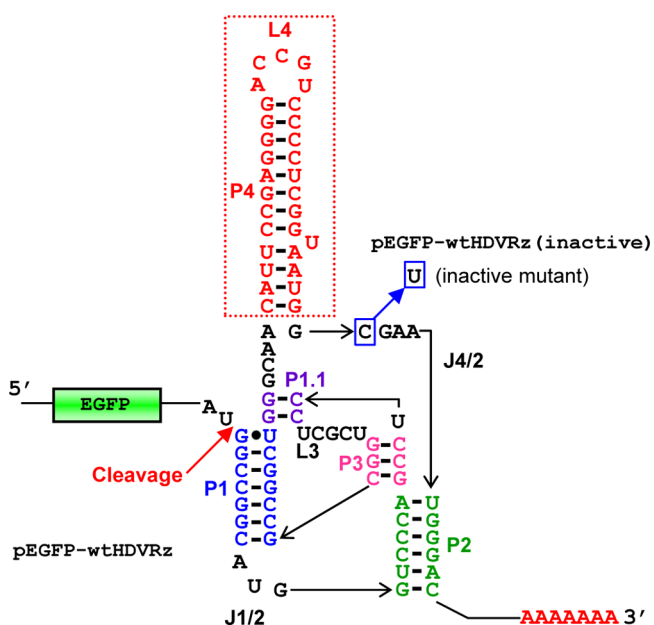 L4
C C G
A U
G C
G C
G C
G C
A U
P4
G C
C G
C G
U
U A
U A
A U
C G
pEGFP-wtHDVRz(inactive)
U (inactive mutant)
A G C GAA
A
C
G
J4/2
P1.1
G C
G C
5’
EGFP
A U
U
UCGCU
L3
Cleavage
G U
G C
C G
C G
G C
G C
C G
P1
P3
G C
G C
C G
A U
C G
C G
C G
U A
G C
P2
pEGFP-wtHDVRz
A U G
J1/2
AAAAAAA 3’